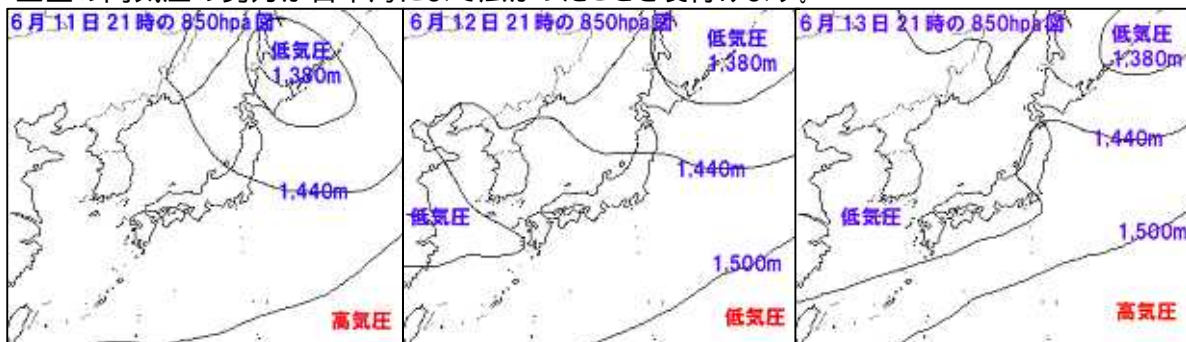 6月11日21時の850hpa図
低気圧
1,380m
1,440m
高気圧
6月12日21時の850hpa図
低気圧
1,380m
1,440m
低気圧
1,500m
低気圧
6月13日21時の850hpa図
低気圧
1,380m
1,440m
低気圧
1,500m
高気圧